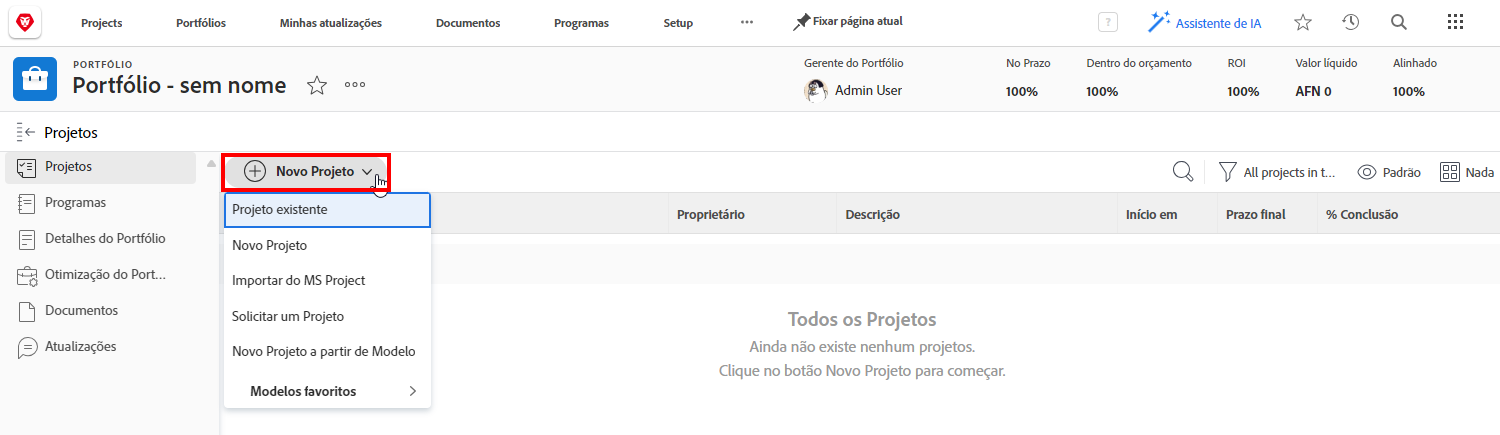 Projects
Portfólios
Minhas atualizações
Documentos
Programas
Setup
Fixar página atual
?
Assistente de IA
PORTFÓLIO
Portfólio - sem nome
Gerente do Portfólio
Admin User
No Prazo
100%
Dentro do orçamento
100%
ROI
100%
Valor líquido
AFN 0
Alinhado
100%
Projetos
Projetos
Programas
Detalhes do Portfólio
Otimização do Port...
Documentos
Atualizações
Novo Projeto
All projects in t...
Padrão
Nada
Projeto existente
Novo Projeto
Importar do MS Project
Solicitar um Projeto
Novo Projeto a partir de Modelo
Modelos favoritos
Proprietário
Descrição
Início em
Prazo final
% Conclusão
Todos os Projetos
Ainda não existe nenhum projetos.
Clique no botão Novo Projeto para começar.